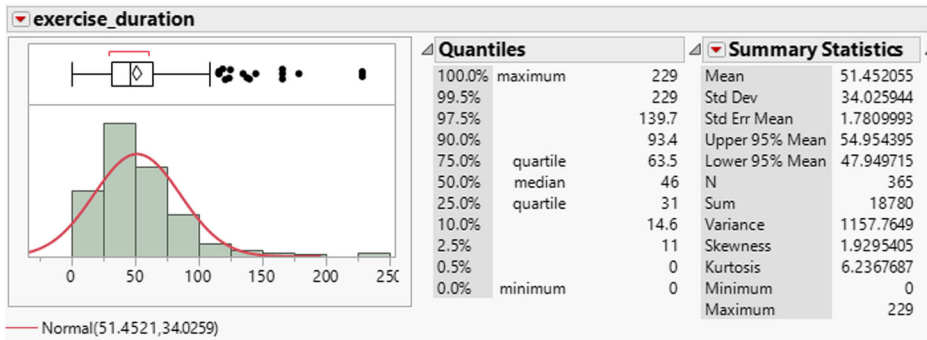 exercise_duration
Quantiles
100.0% maximum 229
99.5% 229
97.5% 139.7
90.0% 93.4
75.0% quartile 63.5
50.0% median 46
25.0% quartile 31
10.0% 14.6
2.5% 11
0.5% 0
0.0% minimum 0
Summary Statistics
Mean 51.452055
Std Dev 34.025944
Std Err Mean 1.7809993
Upper 95% Mean 54.954395
Lower 95% Mean 47.949715
N 365
Sum 18780
Variance 1157.7649
Skewness 1.9295405
Kurtosis 6.2367687
Minimum 0
Maximum 229
0 50 100 150 200
Normal(51.4521,34.0259)